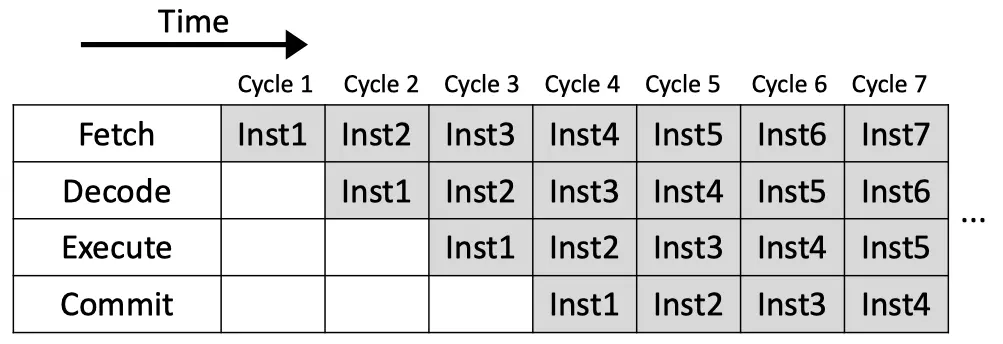 Time
Cycle 1 Cycle 2 Cycle 3 Cycle 4 Cycle 5 Cycle 6 Cycle 7
Fetch Inst1 Inst2 Inst3 Inst4 Inst5 Inst6 Inst7
Decode Inst1 Inst2 Inst3 Inst4 Inst5 Inst6
...
Execute Inst1 Inst2 Inst3 Inst4 Inst5
Commit Inst1 Inst2 Inst3 Inst4